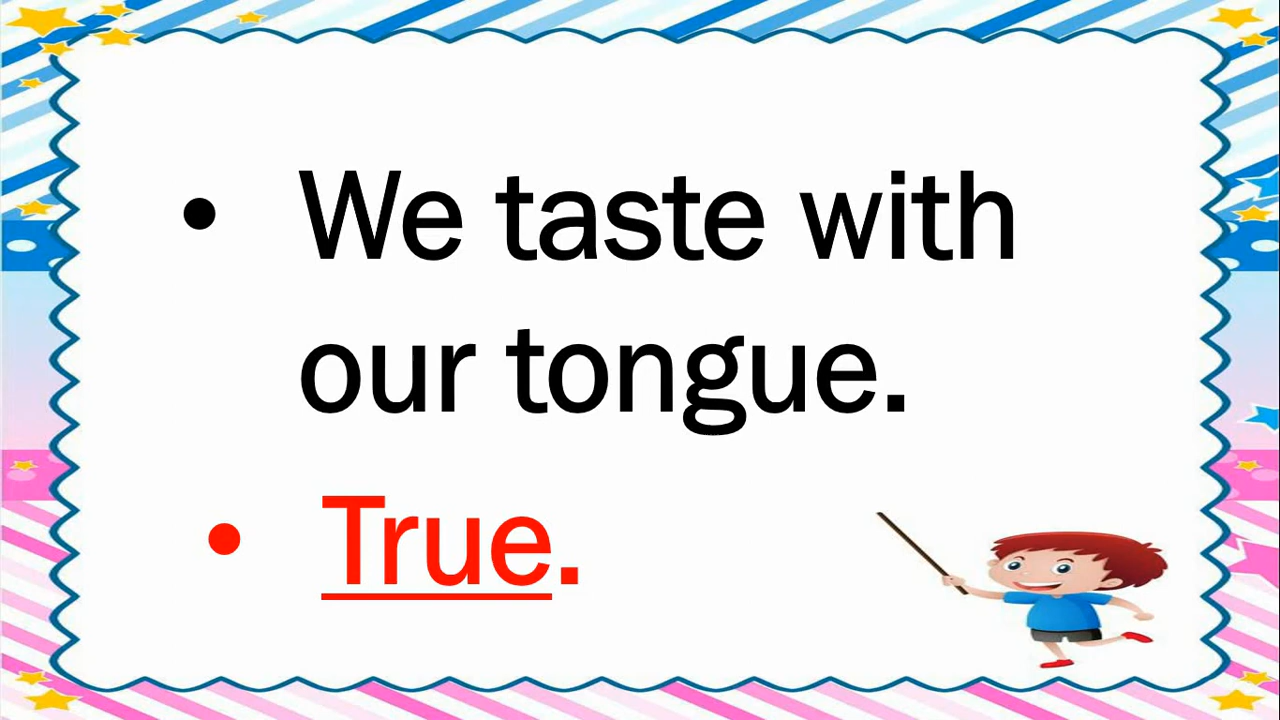 • We taste with
our tongue.
• True.